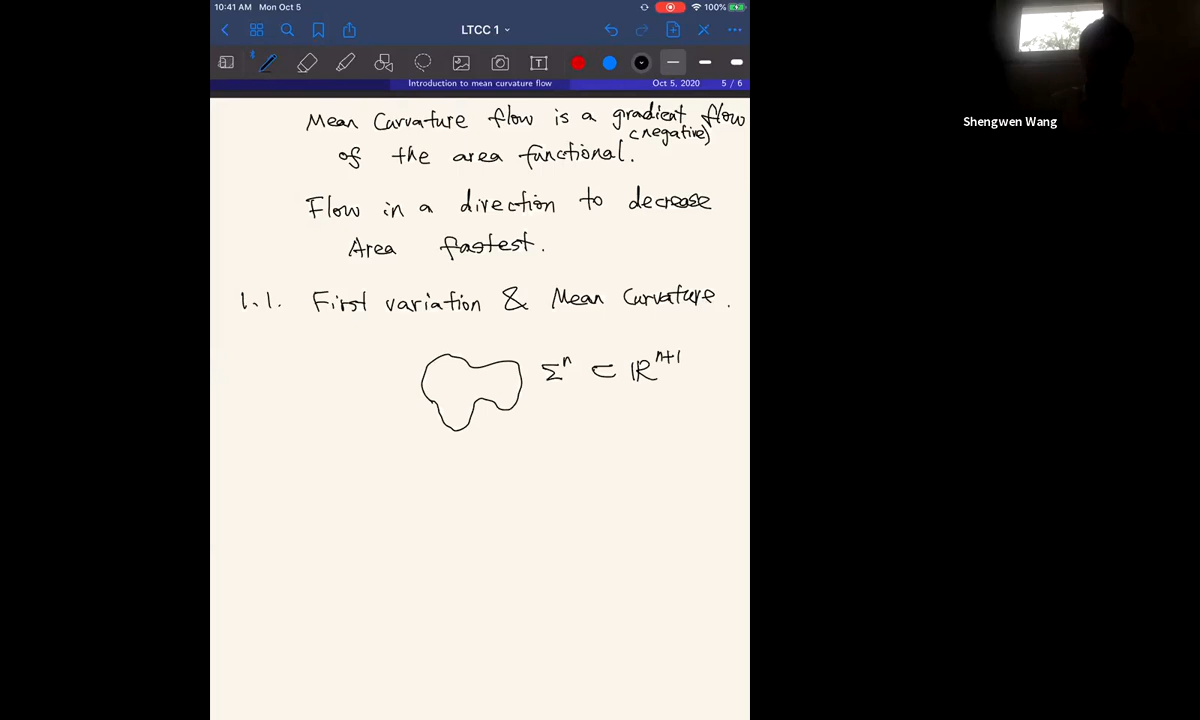 10:41 AM Mon Oct 5
100%
LTCC 1
Introduction to mean curvature flow Oct 5, 2020 5 / 6
Mean Curvature flow is a gradient flow
(negative)
of the area functional.
Flow in a direction to decrease
Area fastest.
1.1. First variation & Mean Curvature.
Σ^n ⊂ ℝ^{n+1}
Shengwen Wang